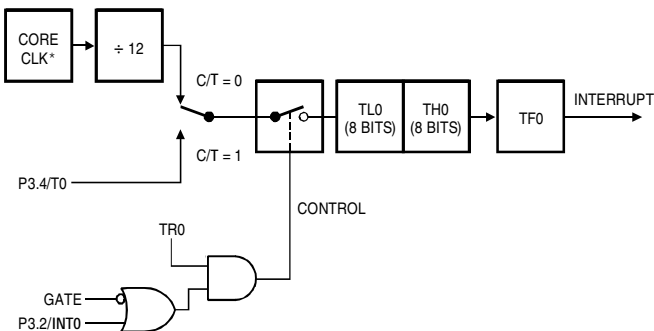 CORE
CLK*
÷ 12
C/T = 0
C/T = 1
P3.4/T0
TL0
(8 BITS)
TH0
(8 BITS)
TF0
INTERRUPT
CONTROL
TR0
GATE
P3.2/INT0